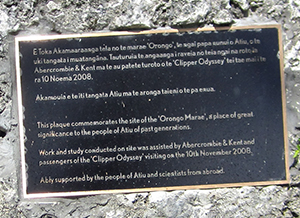 E Toka Akamaaraanga teia no te marae 'Orongo', te ngai papa sumui o Atiu, o te
uki tangata i muatangana. Tauturuia te angaanga i raveia no teia ngai na roto ia
Abercrombie & Kent ma te au patete turoto o te 'Clipper Odyssey' tei tae mai i te
ra 10 Noema 2008.
Akamouia e te iti tangata Atiu ma te aronga taieni o te pa enua.
This plaque commemorates the site of the 'Orongo Marae', a place of great
significance to the people of Atiu of past generations.
Work and study conducted on site was assisted by Abercrombie & Kent and
passengers of the 'Clipper Odyssey' visiting on the 10th November 2008.
Ably supported by the people of Atiu and scientists from abroad.